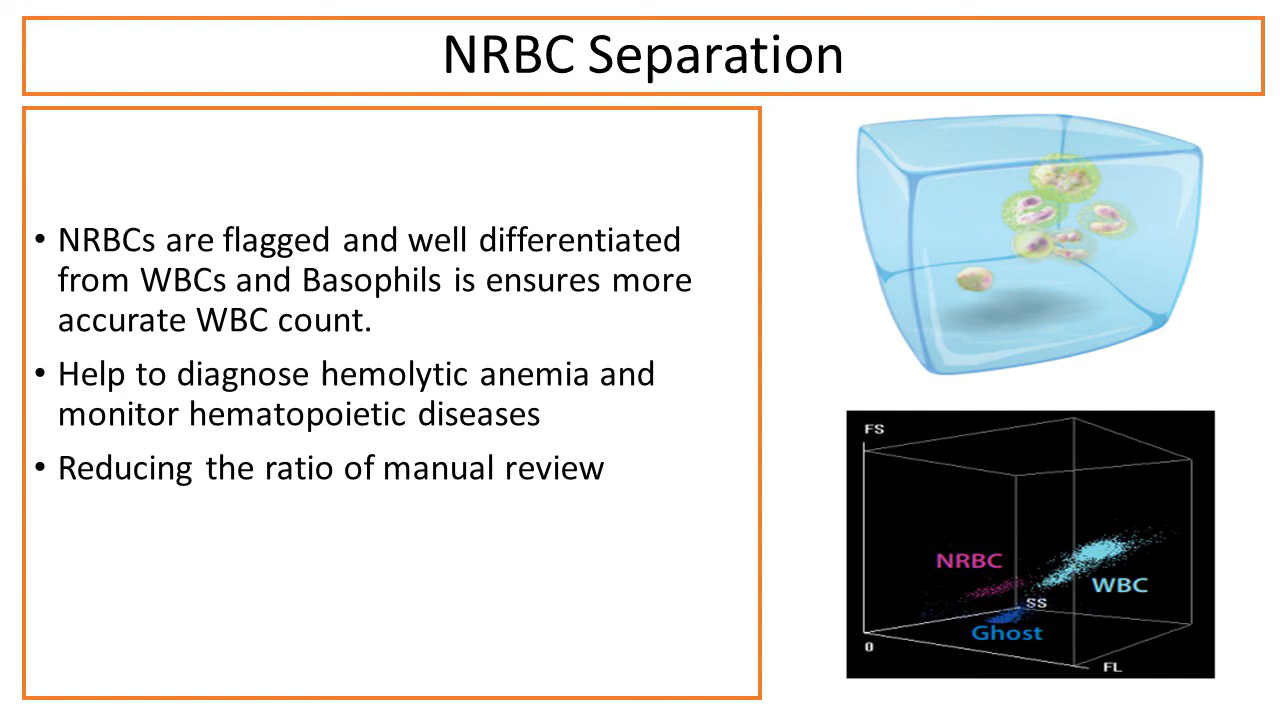 NRBC Separation
• NRBCs are flagged and well differentiated
from WBCs and Basophils is ensures more
accurate WBC count.
• Help to diagnose hemolytic anemia and
monitor hematopoietic diseases
• Reducing the ratio of manual review
FS
NRBC
WBC
SS
Ghost
0
FL